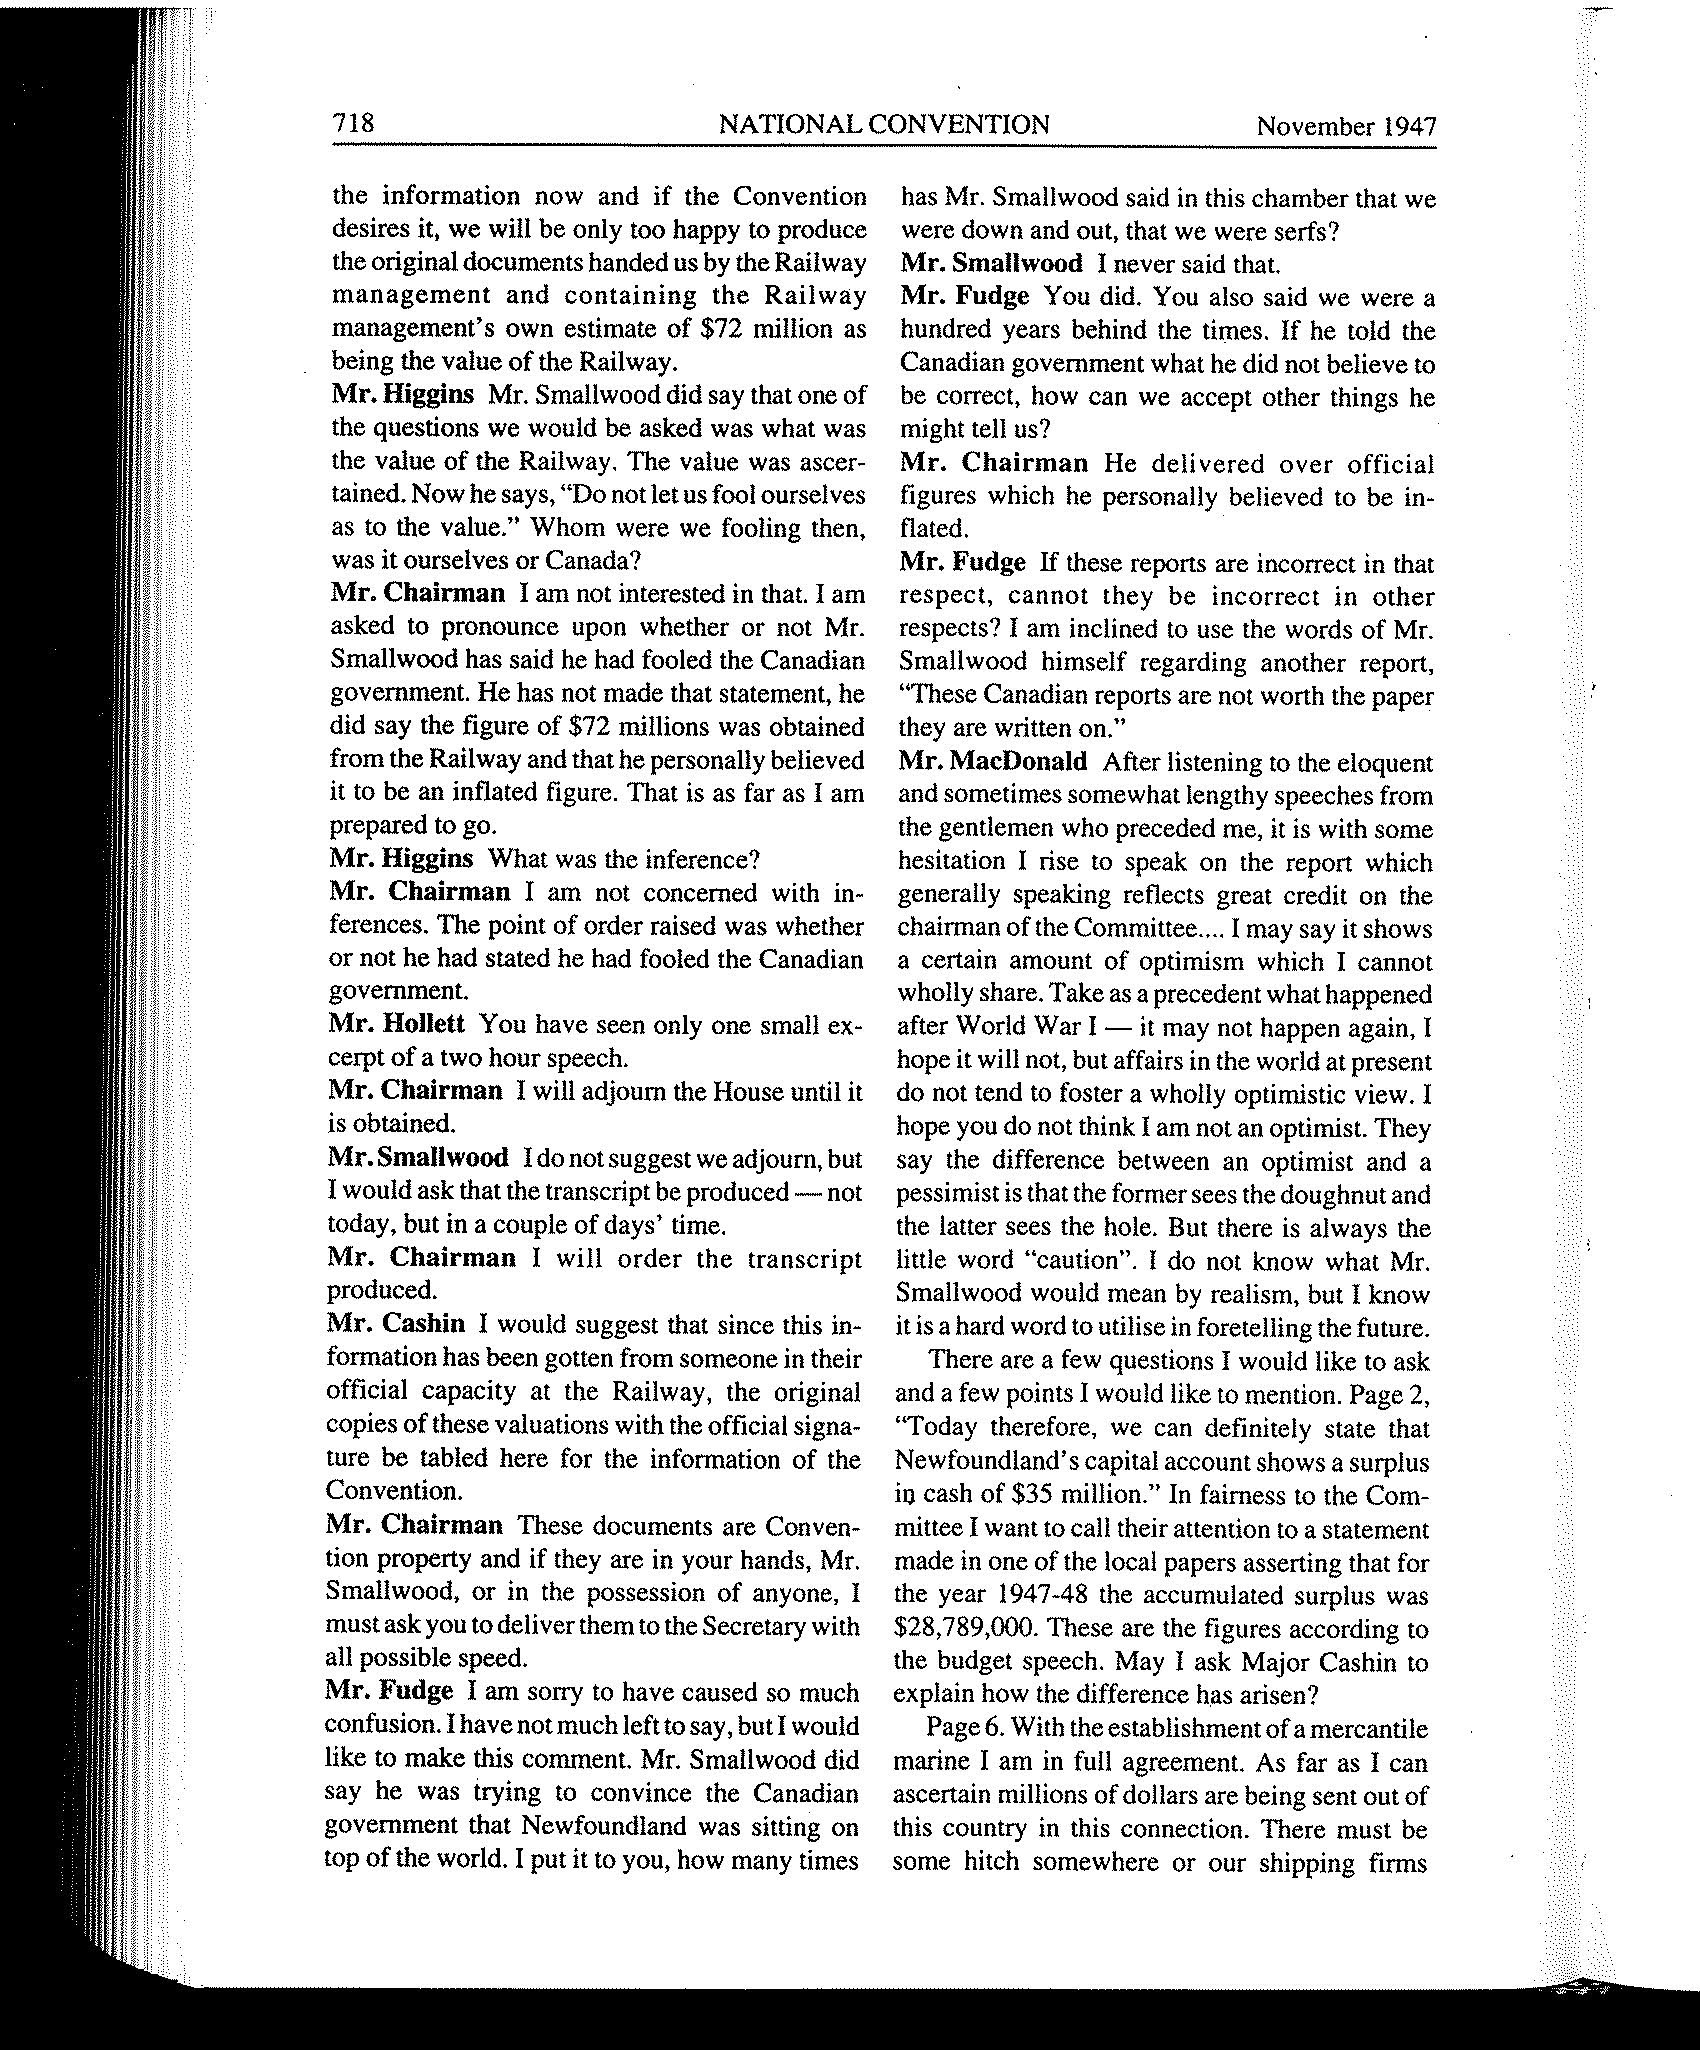 718 NATIONAL CONVENTION November 1947
the information now and if the Convention
desires it, we will be only too happy to produce
the original documents handed us by the Railway
management and containing the Railway
management's own estimate of $72 million as
being the value of the Railway.
Mr. Higgins Mr. Smallwood did say that one of
the questions we would be asked was what was
the value of the Railway. The value was ascer-
tained. Now he says, "Do not let us fool ourselves
as to the value." Whom were we fooling then,
was it ourselves or Canada?
Mr. Chairman I am not interested in that. I am
asked to pronounce upon whether or not Mr.
Smallwood has said he had fooled the Canadian
government. He has not made that statement, he
did say the figure of $72 millions was obtained
from the Railway and that he personally believed
it to be an inflated figure. That is as far as I am
prepared to go.
Mr. Higgins What was the inference?
Mr. Chairman I am not concerned with in-
ferences. The point of order raised was whether
or not he had stated he had fooled the Canadian
government.
Mr. Hollett You have seen only one small ex-
cerpt of a two hour speech.
Mr. Chairman I will adjourn the House until it
is obtained.
Mr. Smallwood I do not suggest we adjourn, but
I would ask that the transcript be produced — not
today, but in a couple of days' time.
Mr. Chairman I will order the transcript
produced.
Mr. Cashin I would suggest that since this in-
formation has been gotten from someone in their
official capacity at the Railway, the original
copies of these valuations with the official signa-
ture be tabled here for the information of the
Convention.
Mr. Chairman These documents are Conven-
tion property and if they are in your hands, Mr.
Smallwood, or in the possession of anyone, I
must ask you to deliver them to the Secretary with
all possible speed.
Mr. Fudge I am sorry to have caused so much
confusion. I have not much left to say, but I would
like to make this comment. Mr. Smallwood did
say he was trying to convince the Canadian
government that Newfoundland was sitting on
top of the world. I put it to you, how many times
has Mr. Smallwood said in this chamber that we
were down and out, that we were serfs?
Mr. Smallwood I never said that.
Mr. Fudge You did. You also said we were a
hundred years behind the times. If he told the
Canadian government what he did not believe to
be correct, how can we accept other things he
might tell us?
Mr. Chairman He delivered over official
figures which he personally believed to be in-
flated.
Mr. Fudge If these reports are incorrect in that
respect, cannot they be incorrect in other
respects? I am inclined to use the words of Mr.
Smallwood himself regarding another report,
"These Canadian reports are not worth the paper
they are written on."
Mr. MacDonald After listening to the eloquent
and sometimes somewhat lengthy speeches from
the gentlemen who preceded me, it is with some
hesitation I rise to speak on the report which
generally speaking reflects great credit on the
chairman of the Committee.... I may say it shows
a certain amount of optimism which I cannot
wholly share. Take as a precedent what happened
after World War I — it may not happen again, I
hope it will not, but affairs in the world at present
do not tend to foster a wholly optimistic view. I
hope you do not think I am not an optimist. They
say the difference between an optimist and a
pessimist is that the former sees the doughnut and
the latter sees the hole. But there is always the
little word "caution". I do not know what Mr.
Smallwood would mean by realism, but I know
it is a hard word to utilise in foretelling the future.
There are a few questions I would like to ask
and a few points I would like to mention. Page 2,
"Today therefore, we can definitely state that
Newfoundland's capital account shows a surplus
in cash of $35 million." In fairness to the Com-
mittee I want to call their attention to a statement
made in one of the local papers asserting that for
the year 1947-48 the accumulated surplus was
$28,789,000. These are the figures according to
the budget speech. May I ask Major Cashin to
explain how the difference has arisen?
Page 6. With the establishment of a mercantile
marine I am in full agreement. As far as I can
ascertain millions of dollars are being sent out of
this country in this connection. There must be
some hitch somewhere or our shipping firms